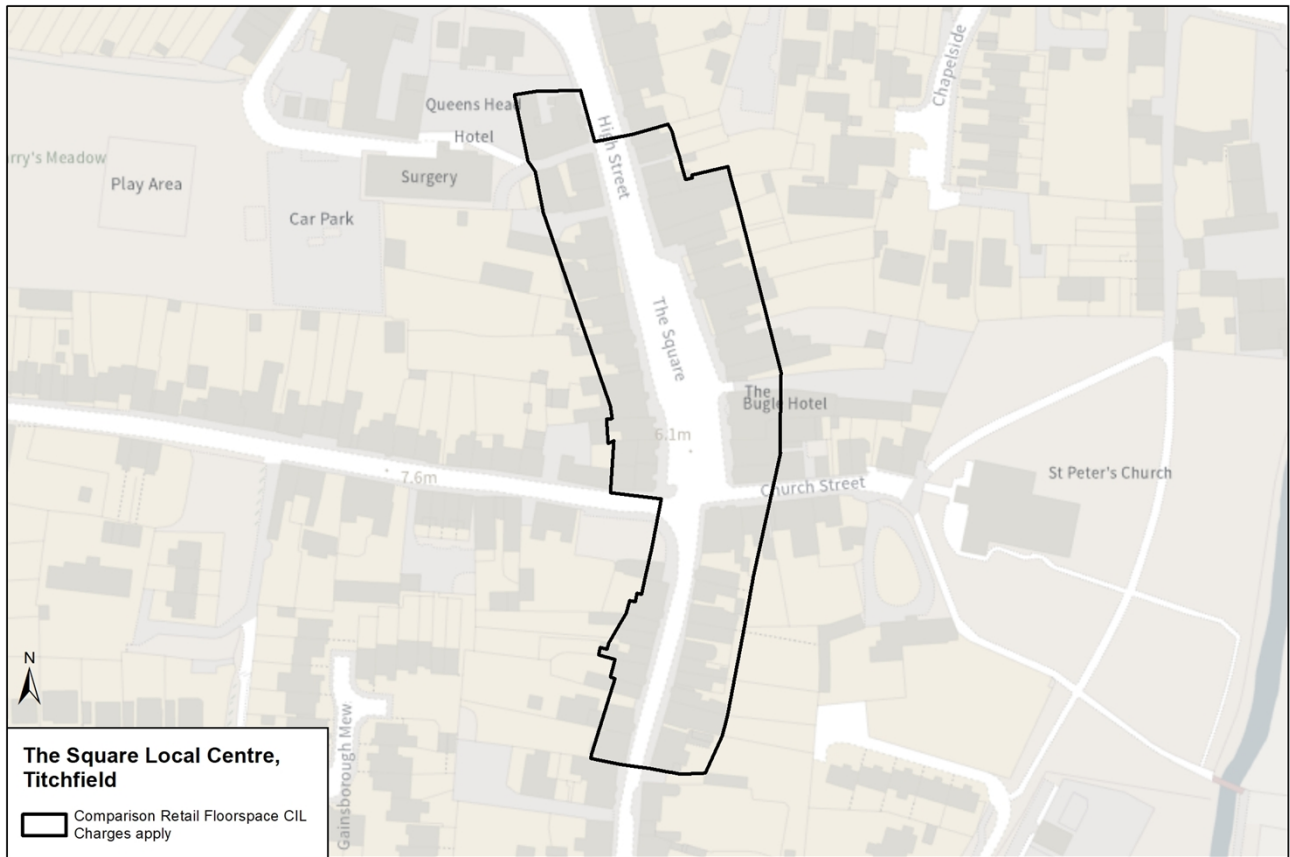 Chapelside
Queens Head
Hotel
High Street
rry's Meadow
Play Area
Surgery
Car Park
The Square
The
Bugle Hotel
6.1m
7.6m
Church Street
St Peter's Church
N
Gainsborough Mew
The Square Local Centre,
Titchfield
Comparison Retail Floorspace CIL
Charges apply